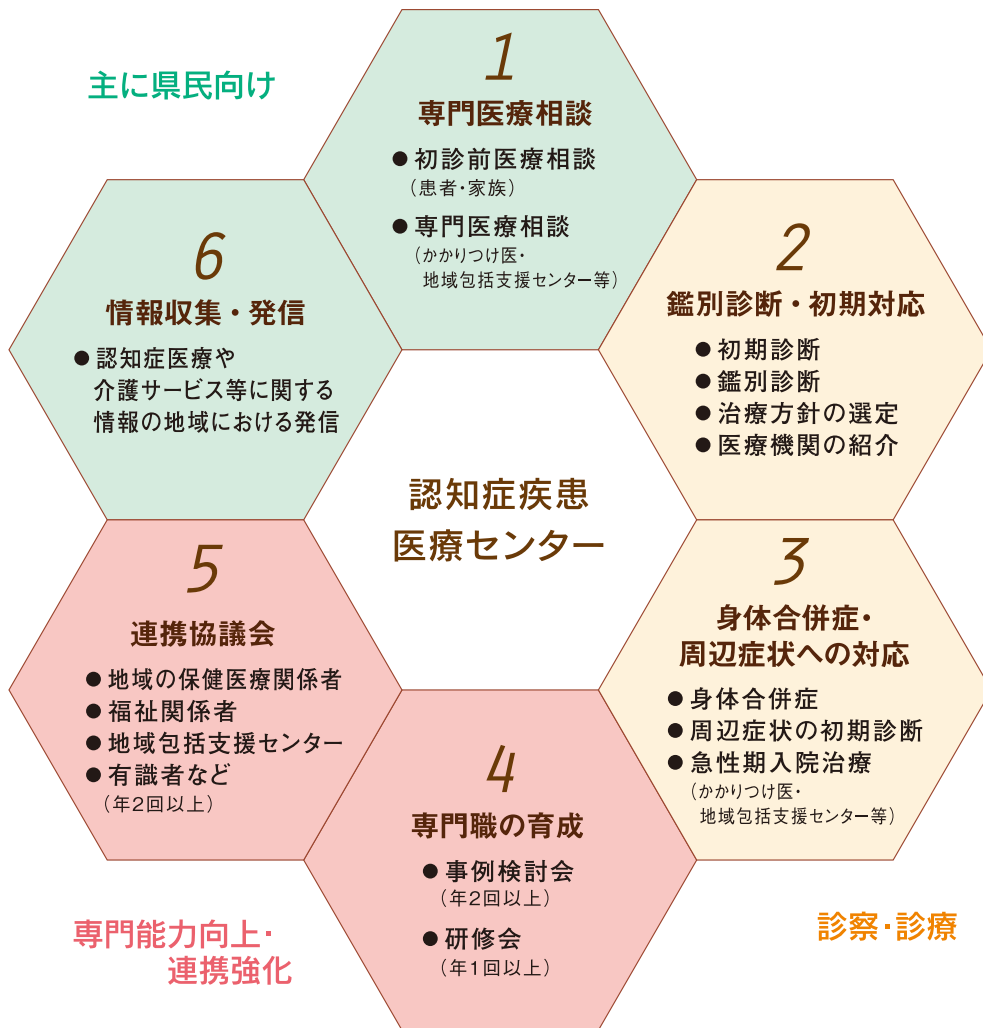 主に県民向け
1
専門医療相談
● 初診前医療相談
（患者・家族）
● 専門医療相談
（かかりつけ医・
地域包括支援センター等）
2
鑑別診断・初期対応
● 初期診断
● 鑑別診断
● 治療方針の選定
● 医療機関の紹介
3
身体合併症・
周辺症状への対応
● 身体合併症
● 周辺症状の初期診断
● 急性期入院治療
（かかりつけ医・
地域包括支援センター等）
診察・診療
4
専門職の育成
● 事例検討会
（年2回以上）
● 研修会
（年1回以上）
専門能力向上・
連携強化
5
連携協議会
● 地域の保健医療関係者
● 福祉関係者
● 地域包括支援センター
● 有識者など
（年2回以上）
6
情報収集・発信
● 認知症医療や
介護サービス等に関する
情報の地域における発信
認知症疾患
医療センター